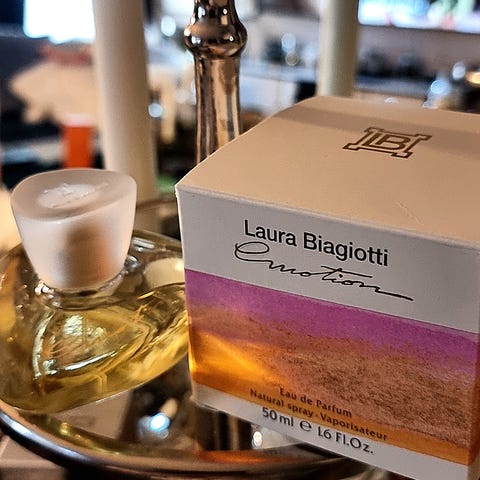 LB
Laura Biagiotti
emotion
Eau de Parfum
Natural spray · Vaporisateur
50 ml ℮ 1.6 Fl.Oz.